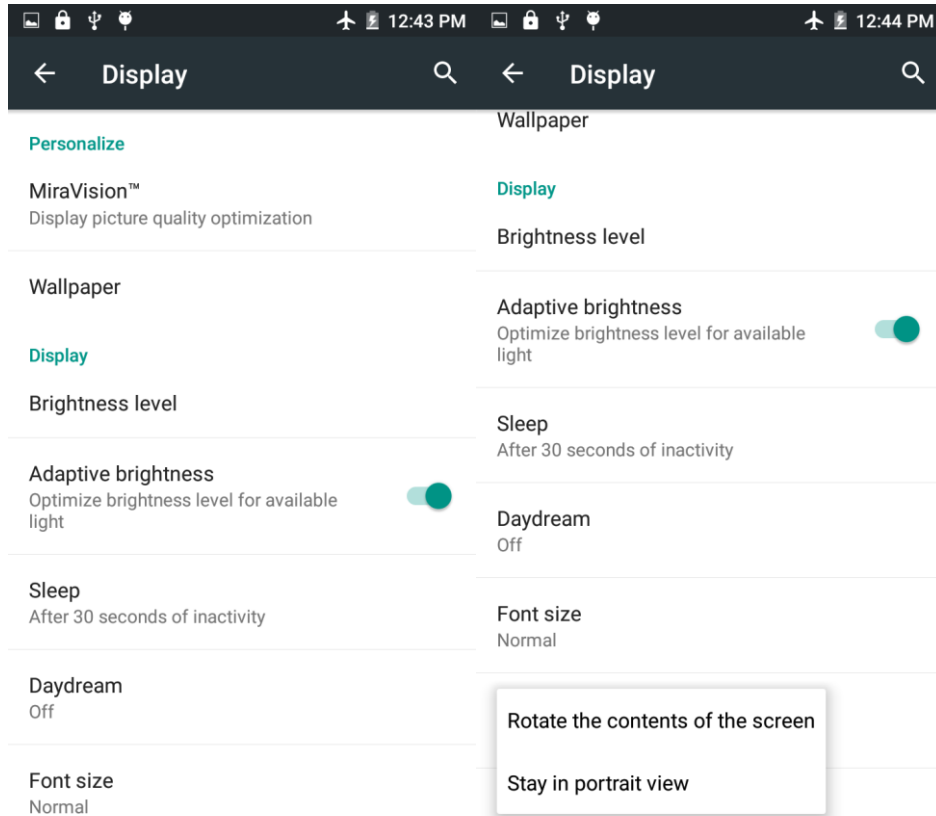 12:43 PM
Display
Personalize
MiraVision™
Display picture quality optimization
Wallpaper
Display
Brightness level
Adaptive brightness
Optimize brightness level for available
light
Sleep
After 30 seconds of inactivity
Daydream
Off
Font size
Normal
12:44 PM
Display
Wallpaper
Display
Brightness level
Adaptive brightness
Optimize brightness level for available
light
Sleep
After 30 seconds of inactivity
Daydream
Off
Font size
Normal
Rotate the contents of the screen
Stay in portrait view